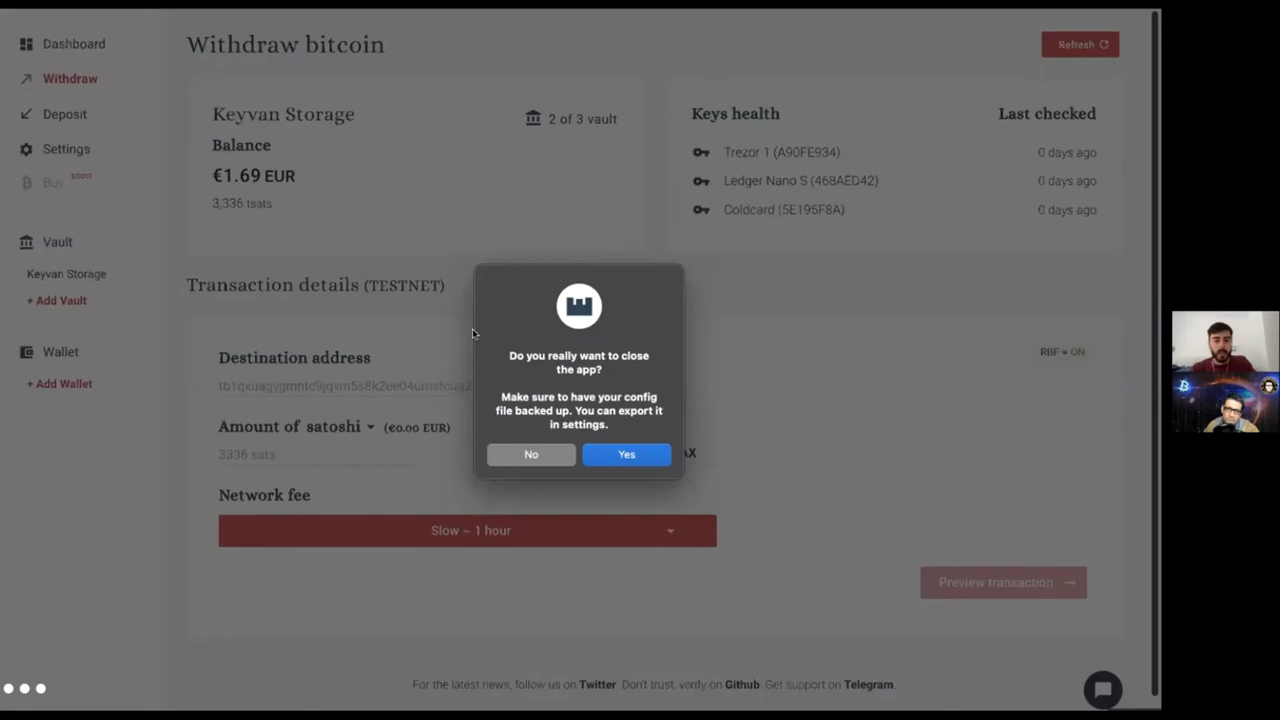 Dashboard
Withdraw
Deposit
Settings
Buy soon
Vault
Keyvan Storage
+ Add Vault
Wallet
+ Add Wallet
Withdraw bitcoin
Refresh
Keyvan Storage
2 of 3 vault
Balance
€1.69 EUR
3,336 tsats
Keys health
Last checked
Trezor 1 (A90FE934)
0 days ago
Ledger Nano S (468AED42)
0 days ago
Coldcard (5E195F8A)
0 days ago
Transaction details (TESTNET)
RBF = ON
Destination address
Amount of satoshi (€0.00 EUR)
3336 sats
AX
Network fee
Slow ~ 1 hour
Preview transaction
Do you really want to close
the app?
Make sure to have your config
file backed up. You can export it
in settings.
No
Yes
For the latest news, follow us on Twitter. Don't trust, verify on Github. Get support on Telegram.